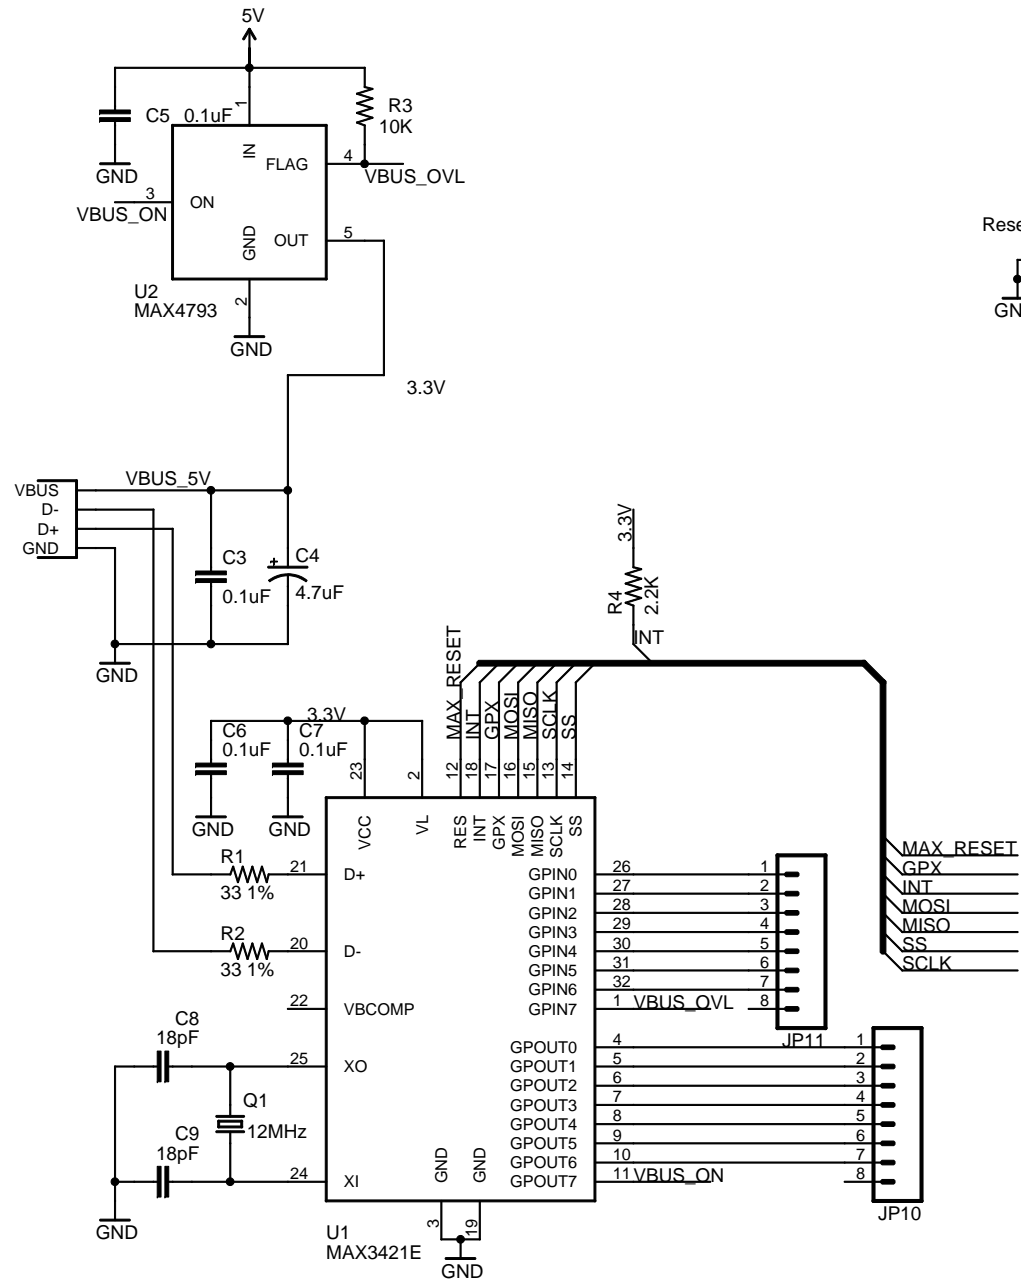 5V
C5 0.1uF
R3
10K
GND
1
IN
FLAG
4
VBUS_OVL
3
VBUS_ON
ON
GND
OUT
5
2
U2
MAX4793
GND
Rese
GN
3.3V
VBUS
D-
D+
GND
VBUS_5V
C3
0.1uF
C4
4.7uF
GND
3.3V
R4
2.2K
INT
MAX_RESET
INT
GPX
MOSI
MISO
SCLK
SS
3.3V
C6
0.1uF
C7
0.1uF
GND
GND
23
2
12
18
17
16
15
13
14
VCC
VL
RES
INT
GPX
MOSI
MISO
SCLK
SS
MAX_RESET
GPX
INT
MOSI
MISO
SS
SCLK
R1
33 1%
21
D+
R2
33 1%
20
D-
22
VBCOMP
C8
18pF
25
XO
Q1
12MHz
C9
18pF
24
XI
GND
GPIN0 26 1
GPIN1 27 2
GPIN2 28 3
GPIN3 29 4
GPIN4 30 5
GPIN5 31 6
GPIN6 32 7
GPIN7 1 VBUS_OVL 8
JP11
GPOUT0 4 1
GPOUT1 5 2
GPOUT2 6 3
GPOUT3 7 4
GPOUT4 8 5
GPOUT5 9 6
GPOUT6 10 7
GPOUT7 11 VBUS_ON 8
JP10
GND
GND
3
19
U1
MAX3421E
GND